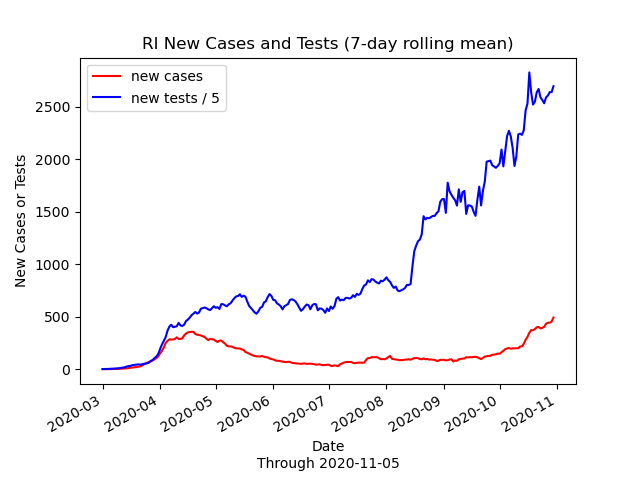 RI New Cases and Tests (7-day rolling mean)
new cases
new tests / 5
New Cases or Tests
2500
2000
1500
1000
500
0
2020-03
2020-04
2020-05
2020-06
2020-07
2020-08
2020-09
2020-10
2020-11
Date
Through 2020-11-05